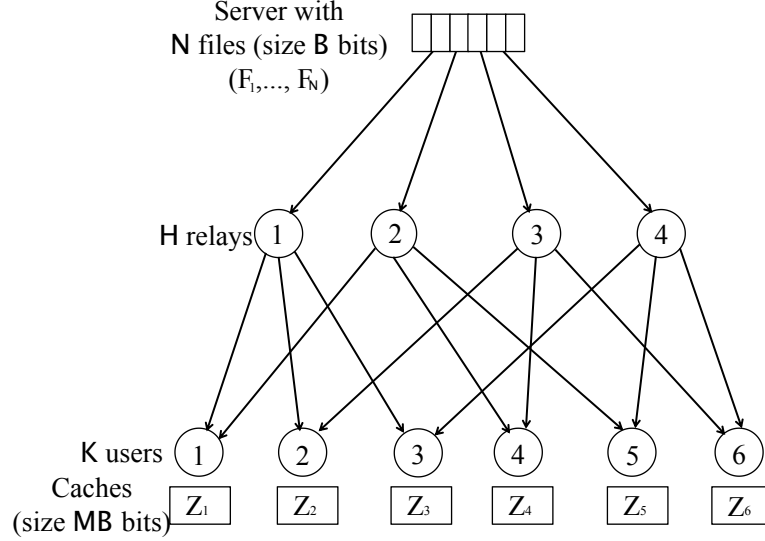 Server with
N files (size B bits)
(F₁,..., F_N)
H relays
1
2
3
4
K users
1
2
3
4
5
6
Caches
(size MB bits)
Z₁
Z₂
Z₃
Z₄
Z₅
Z₆